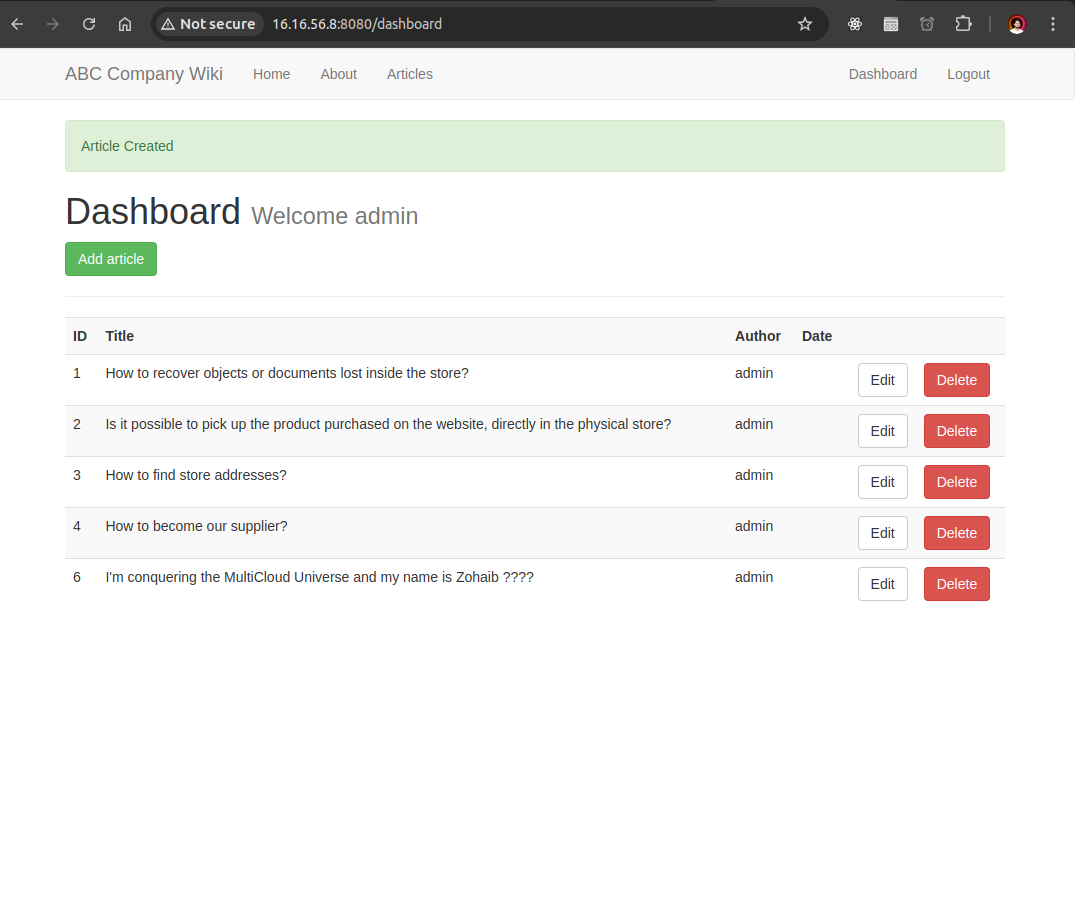 Not secure 16.16.56.8:8080/dashboard
ABC Company Wiki Home About Articles Dashboard Logout
Article Created
Dashboard Welcome admin
Add article
ID Title Author Date
1 How to recover objects or documents lost inside the store? admin Edit Delete
2 Is it possible to pick up the product purchased on the website, directly in the physical store? admin Edit Delete
3 How to find store addresses? admin Edit Delete
4 How to become our supplier? admin Edit Delete
6 I'm conquering the MultiCloud Universe and my name is Zohaib ???? admin Edit Delete